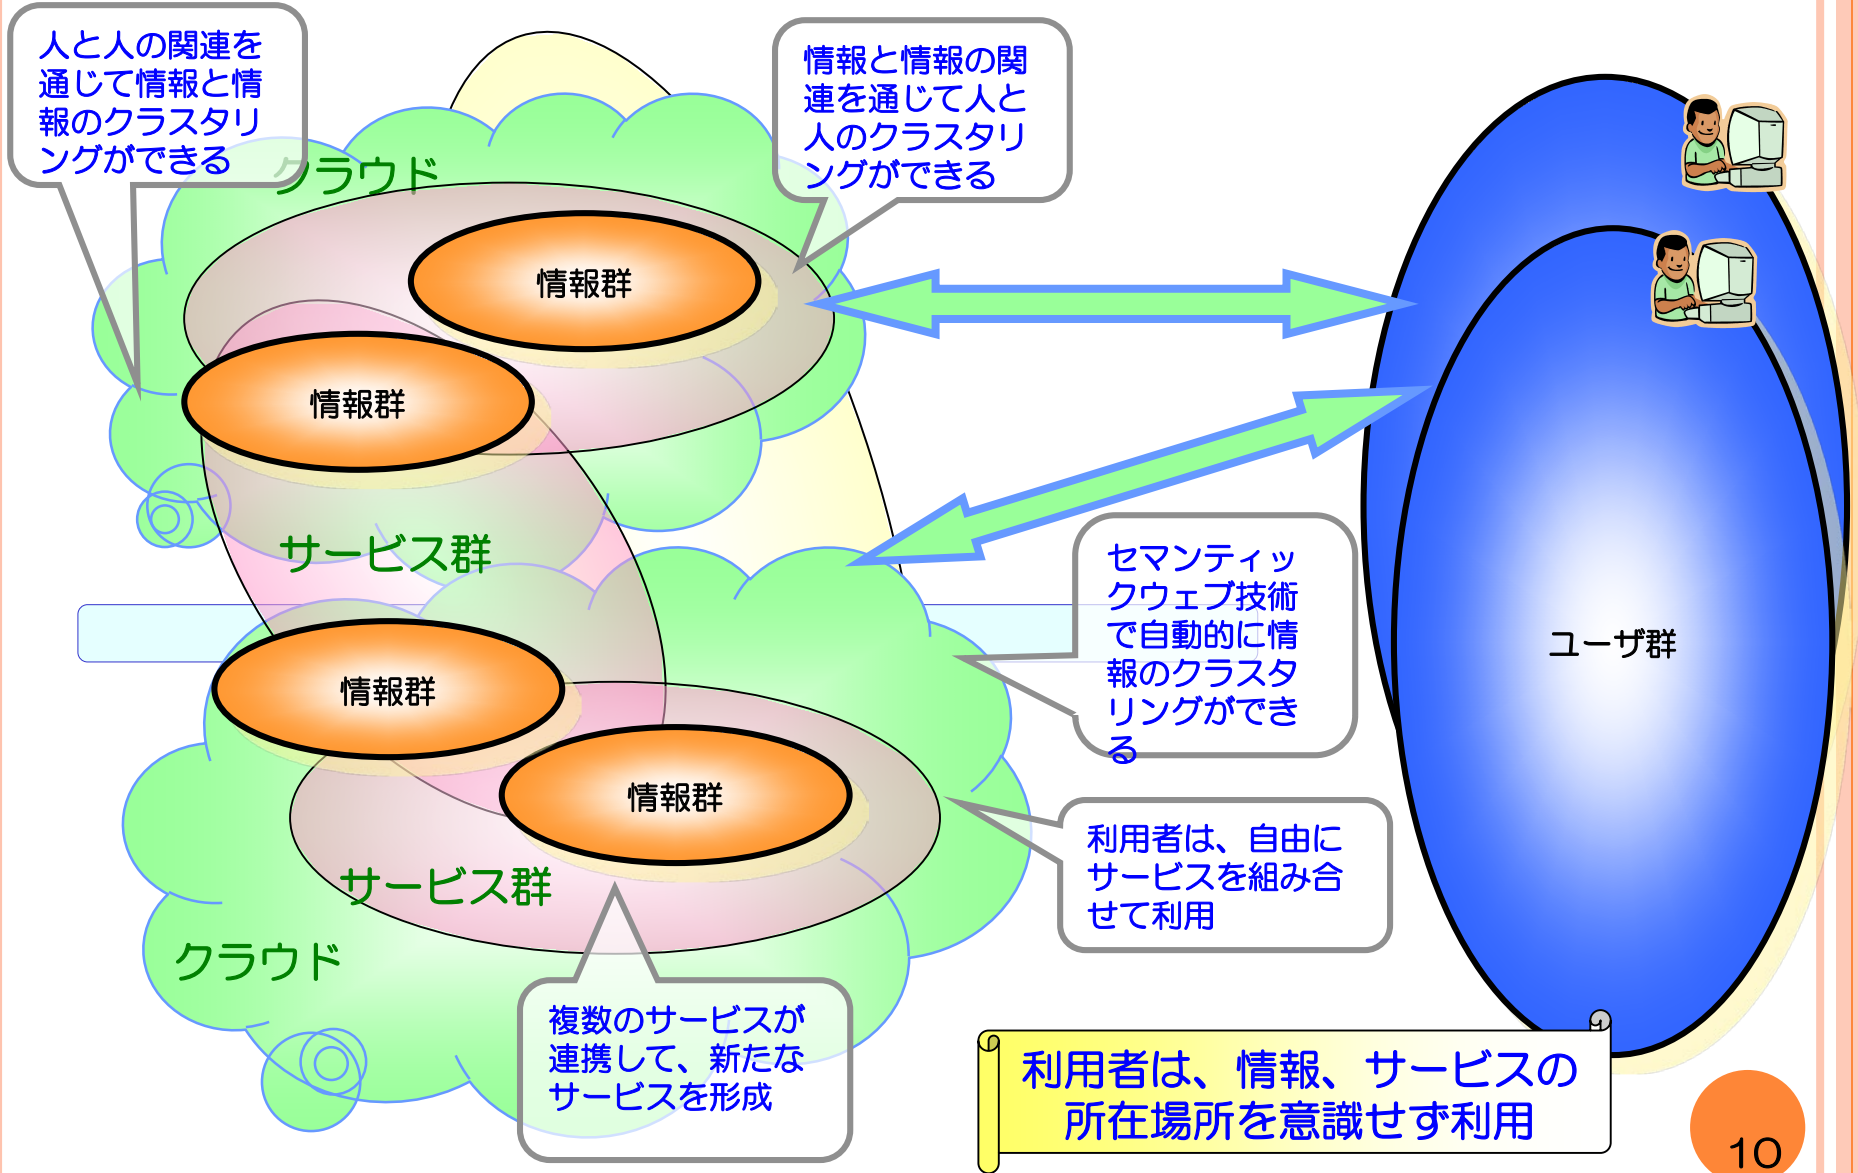 人と人の関連を
通じて情報と情
報のクラスタリ
ングができる
情報と情報の関
連を通じて人と
人のクラスタリ
ングができる
クラウド
情報群
情報群
サービス群
セマンティッ
クウェブ技術
で自動的に情
報のクラスタ
リングができ
る
ユーザ群
情報群
情報群
利用者は、自由に
サービスを組み合
せて利用
サービス群
クラウド
複数のサービスが
連携して、新たな
サービスを形成
利用者は、情報、サービスの
所在場所を意識せず利用
10